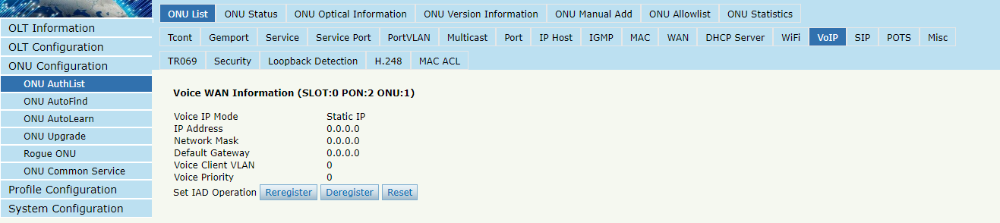 ONU List ONU Status ONU Optical Information ONU Version Information ONU Manual Add ONU Allowlist ONU Statistics
Tcont Gemport Service Service Port PortVLAN Multicast Port IP Host IGMP MAC WAN DHCP Server WiFi VoIP SIP POTS Misc
TR069 Security Loopback Detection H.248 MAC ACL
OLT Information
OLT Configuration
ONU Configuration
ONU AuthList
ONU AutoFind
ONU AutoLearn
ONU Upgrade
Rogue ONU
ONU Common Service
Profile Configuration
System Configuration
Voice WAN Information (SLOT:0 PON:2 ONU:1)
Voice IP Mode Static IP
IP Address 0.0.0.0
Network Mask 0.0.0.0
Default Gateway 0.0.0.0
Voice Client VLAN 0
Voice Priority 0
Set IAD Operation Reregister Deregister Reset